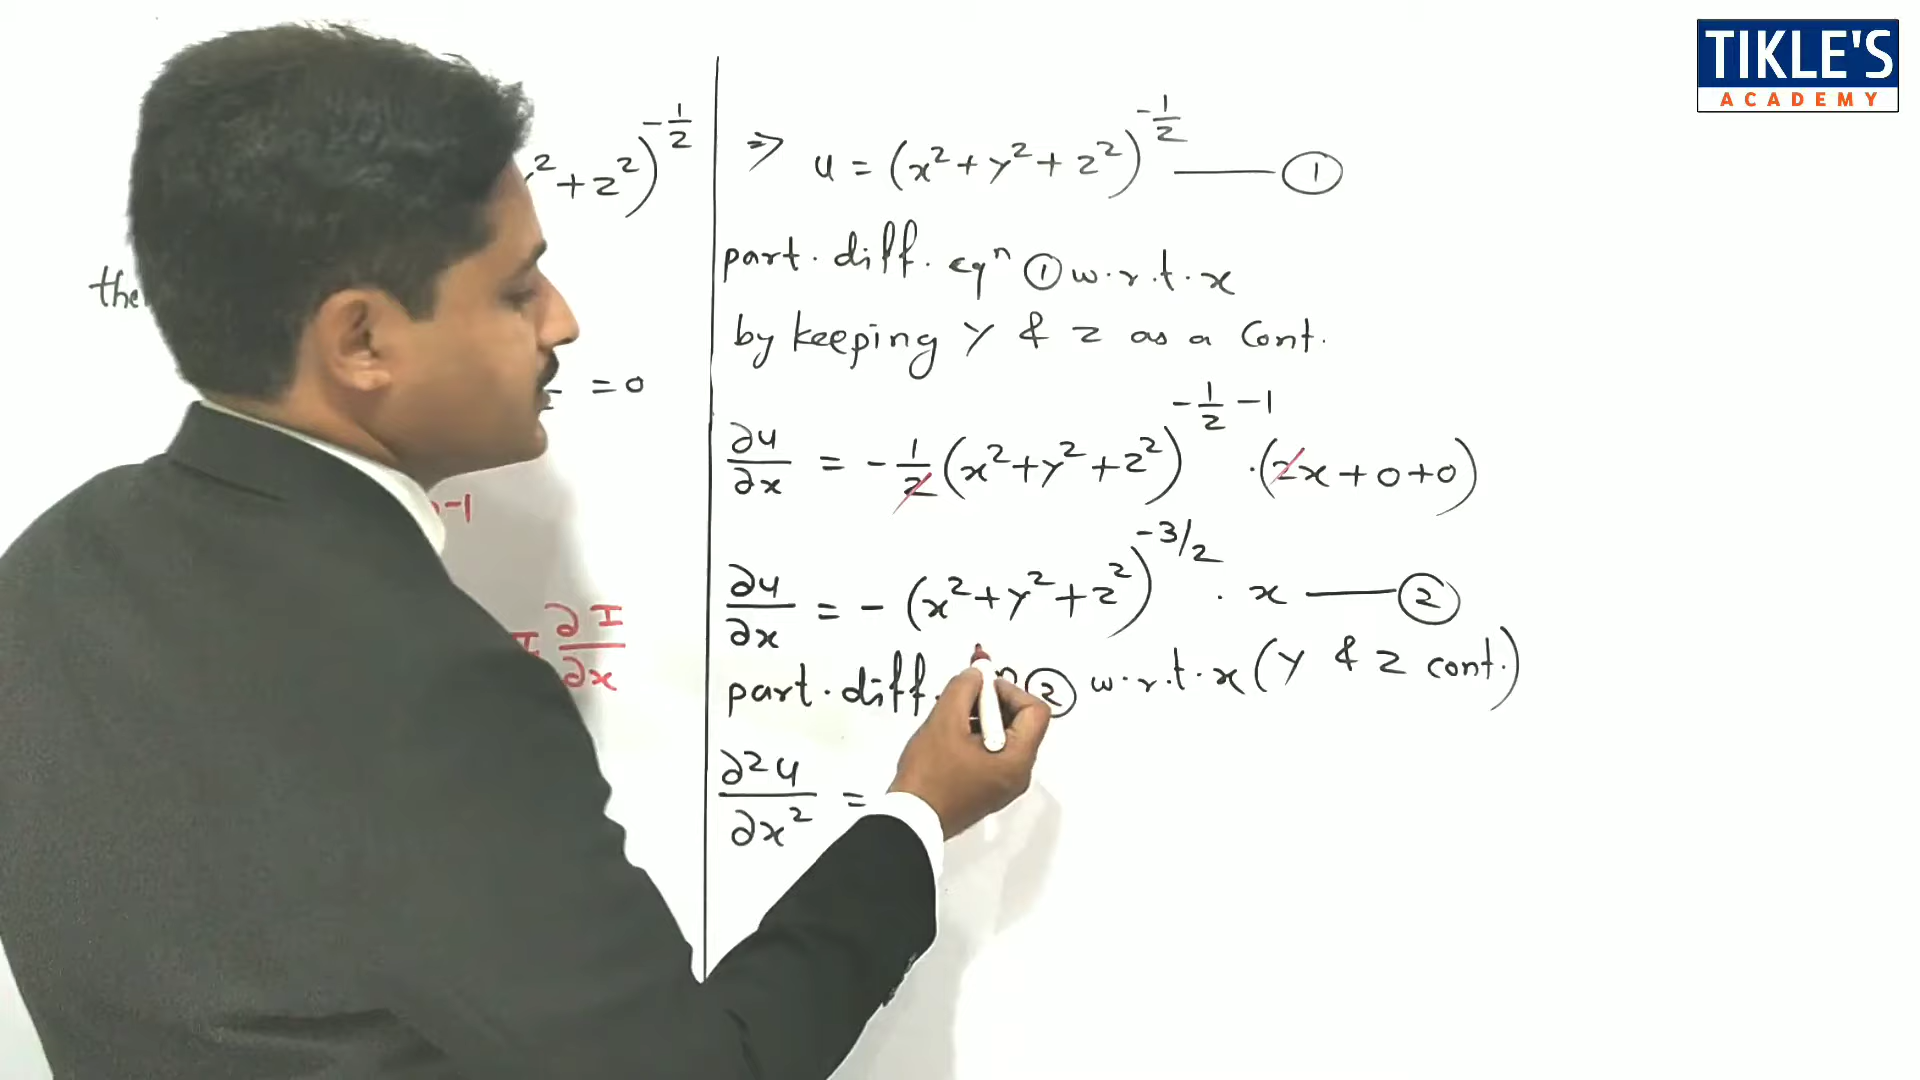 TIKLE'S
ACADEMY
² + z²)^(-1/2)
the
= 0
-1
∂I/∂x
⇒ u = (x² + y² + z²)^(-1/2) —— ①
part. diff. eqⁿ ① w.r.t. x
by keeping y & z as a Cont.
∂u/∂x = -1/2 (x² + y² + z²)^(-1/2 - 1) · (2x + 0 + 0)
∂u/∂x = - (x² + y² + z²)^(-3/2) · x —— ②
part. diff. ② w.r.t. x (y & z cont.)
∂²u/∂x² =